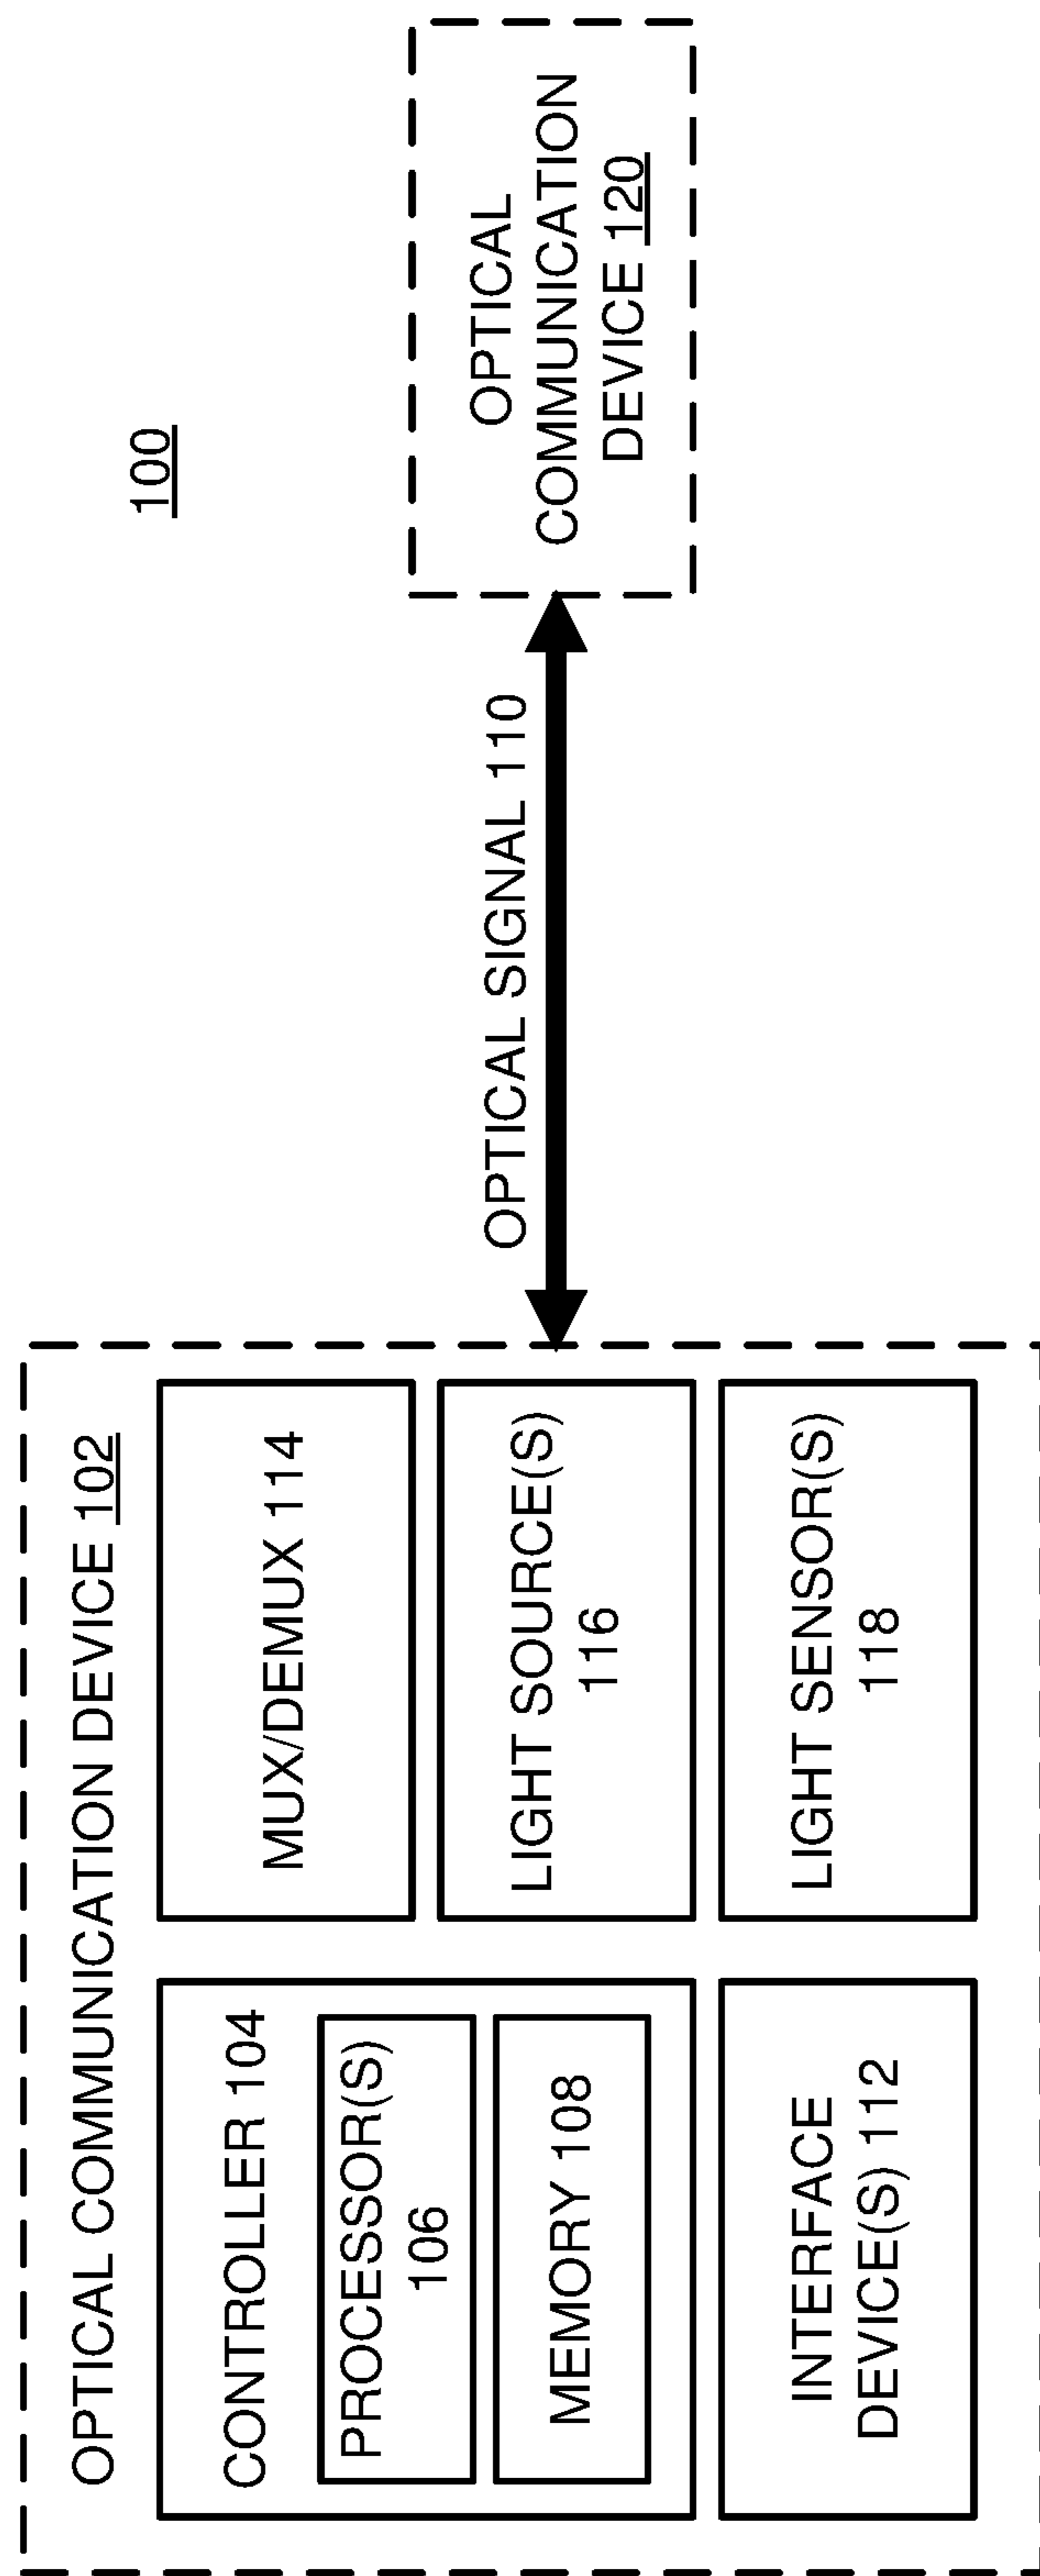 100
OPTICAL COMMUNICATION DEVICE 102
CONTROLLER 104
PROCESSOR(S)
106
MEMORY 108
INTERFACE
DEVICE(S) 112
MUX/DEMUX 114
LIGHT SOURCE(S)
116
LIGHT SENSOR(S)
118
OPTICAL SIGNAL 110
OPTICAL
COMMUNICATION
DEVICE 120